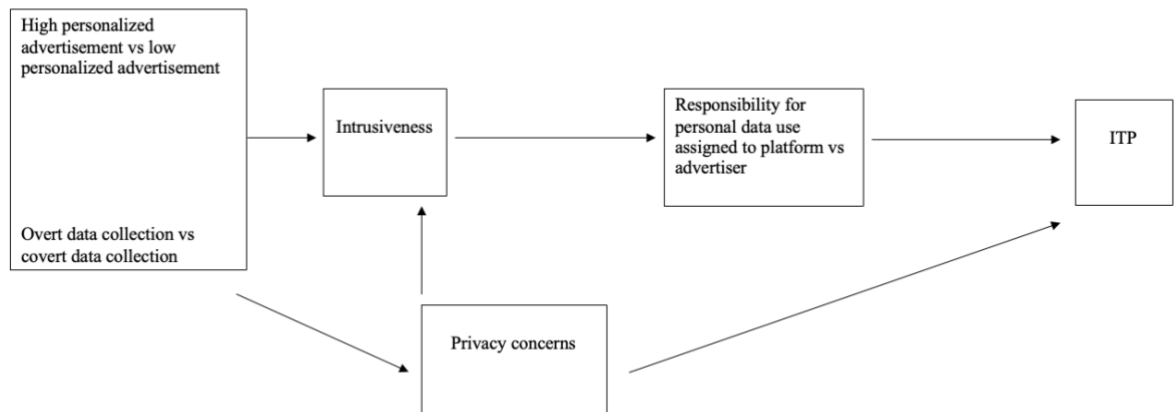 High personalized
advertisement vs low
personalized advertisement
Overt data collection vs
covert data collection
Intrusiveness
Responsibility for
personal data use
assigned to platform vs
advertiser
ITP
Privacy concerns